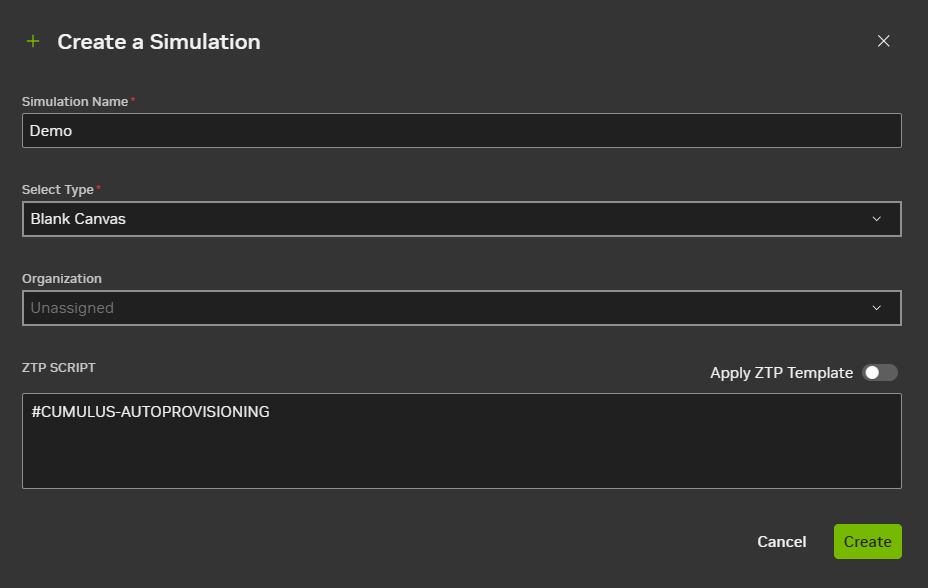 Create a Simulation
Simulation Name*
Demo
Select Type*
Blank Canvas
Organization
Unassigned
ZTP SCRIPT
Apply ZTP Template
#CUMULUS-AUTOPROVISIONING
Cancel
Create